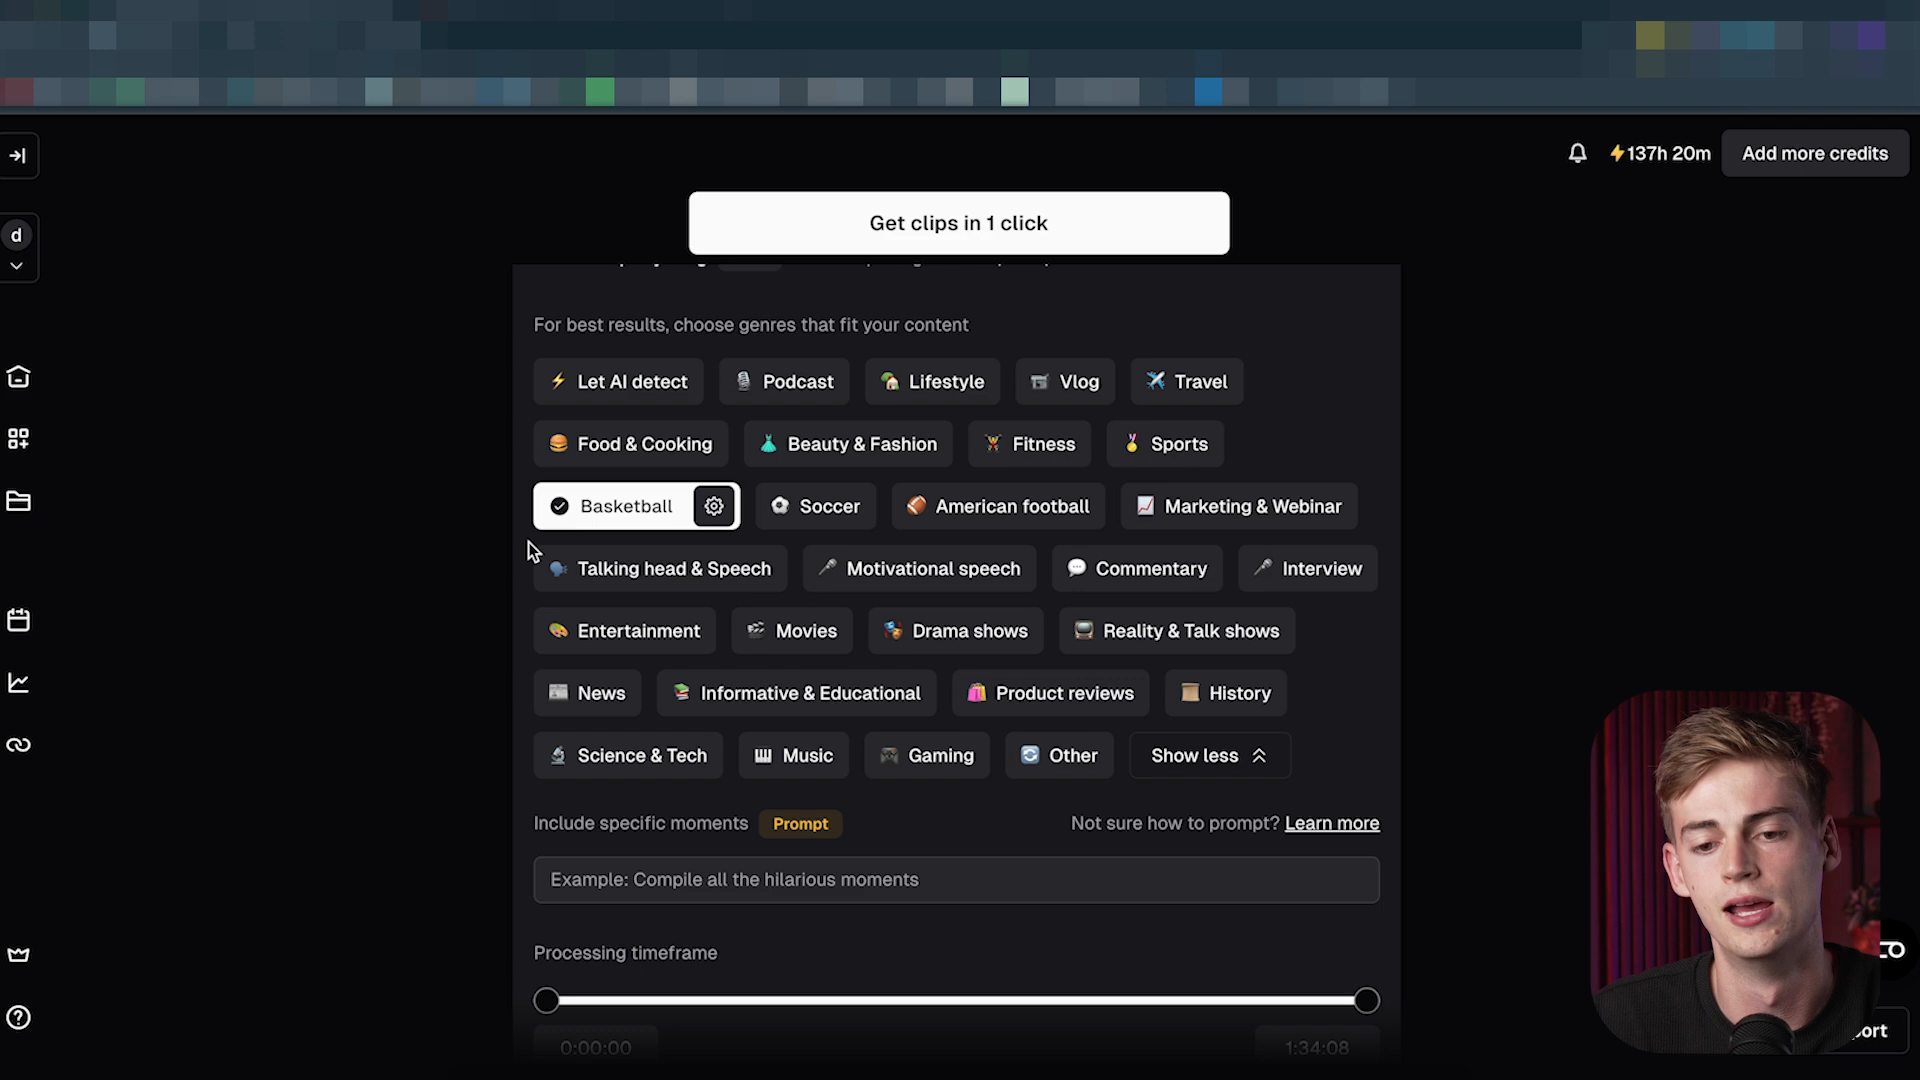 137h 20m Add more credits
d
Get clips in 1 click
For best results, choose genres that fit your content
Let AI detect Podcast Lifestyle Vlog Travel
Food & Cooking Beauty & Fashion Fitness Sports
Basketball Soccer American football Marketing & Webinar
Talking head & Speech Motivational speech Commentary Interview
Entertainment Movies Drama shows Reality & Talk shows
News Informative & Educational Product reviews History
Science & Tech Music Gaming Other Show less
Include specific moments Prompt Not sure how to prompt? Learn more
Example: Compile all the hilarious moments
Processing timeframe
0:00:00 1:34:08